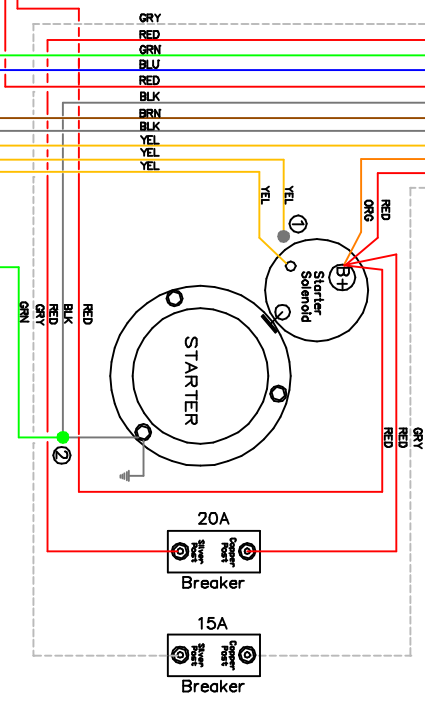 GRY
RED
GRN
BLU
RED
BLK
BRN
BLK
YEL
YEL
YEL
YEL
YEL
1
ORG
RED
B+
Starter
Solenoid
GRN
GRY
RED
BLK
RED
STARTER
RED
RED
GRY
2
20A
Silver
Post
Copper
Post
Breaker
15A
Silver
Post
Copper
Post
Breaker